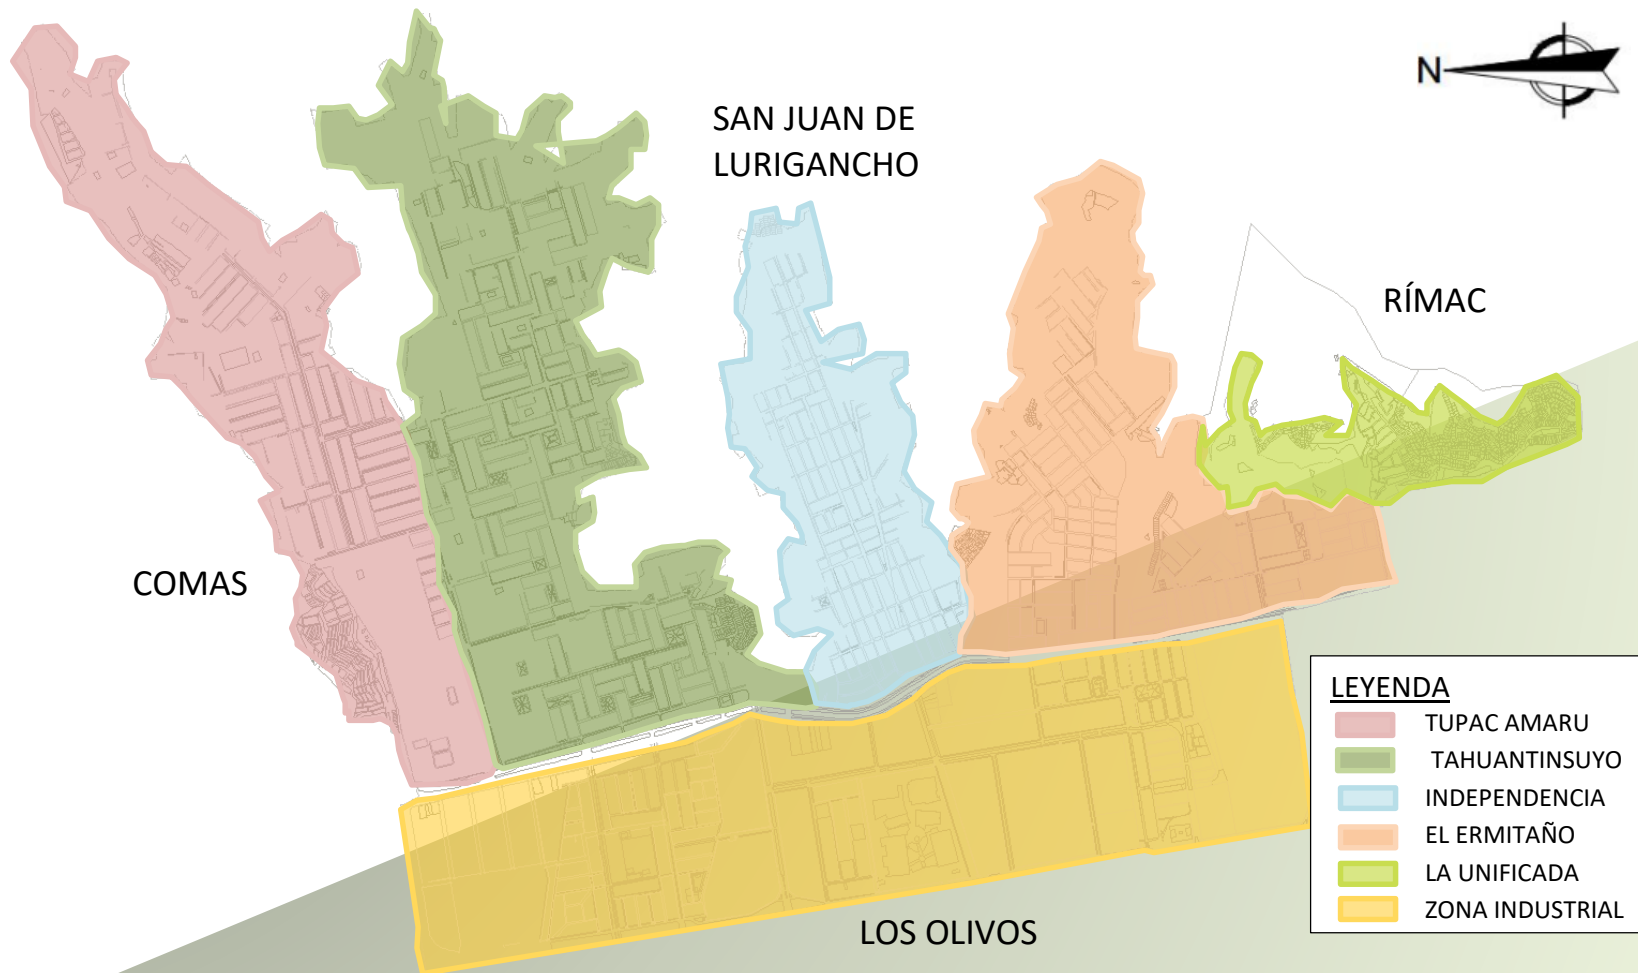 N
SAN JUAN DE
LURIGANCHO
RÍMAC
COMAS
LEYENDA
TUPAC AMARU
TAHUANTINSUYO
INDEPENDENCIA
EL ERMITAÑO
LA UNIFICADA
ZONA INDUSTRIAL
LOS OLIVOS